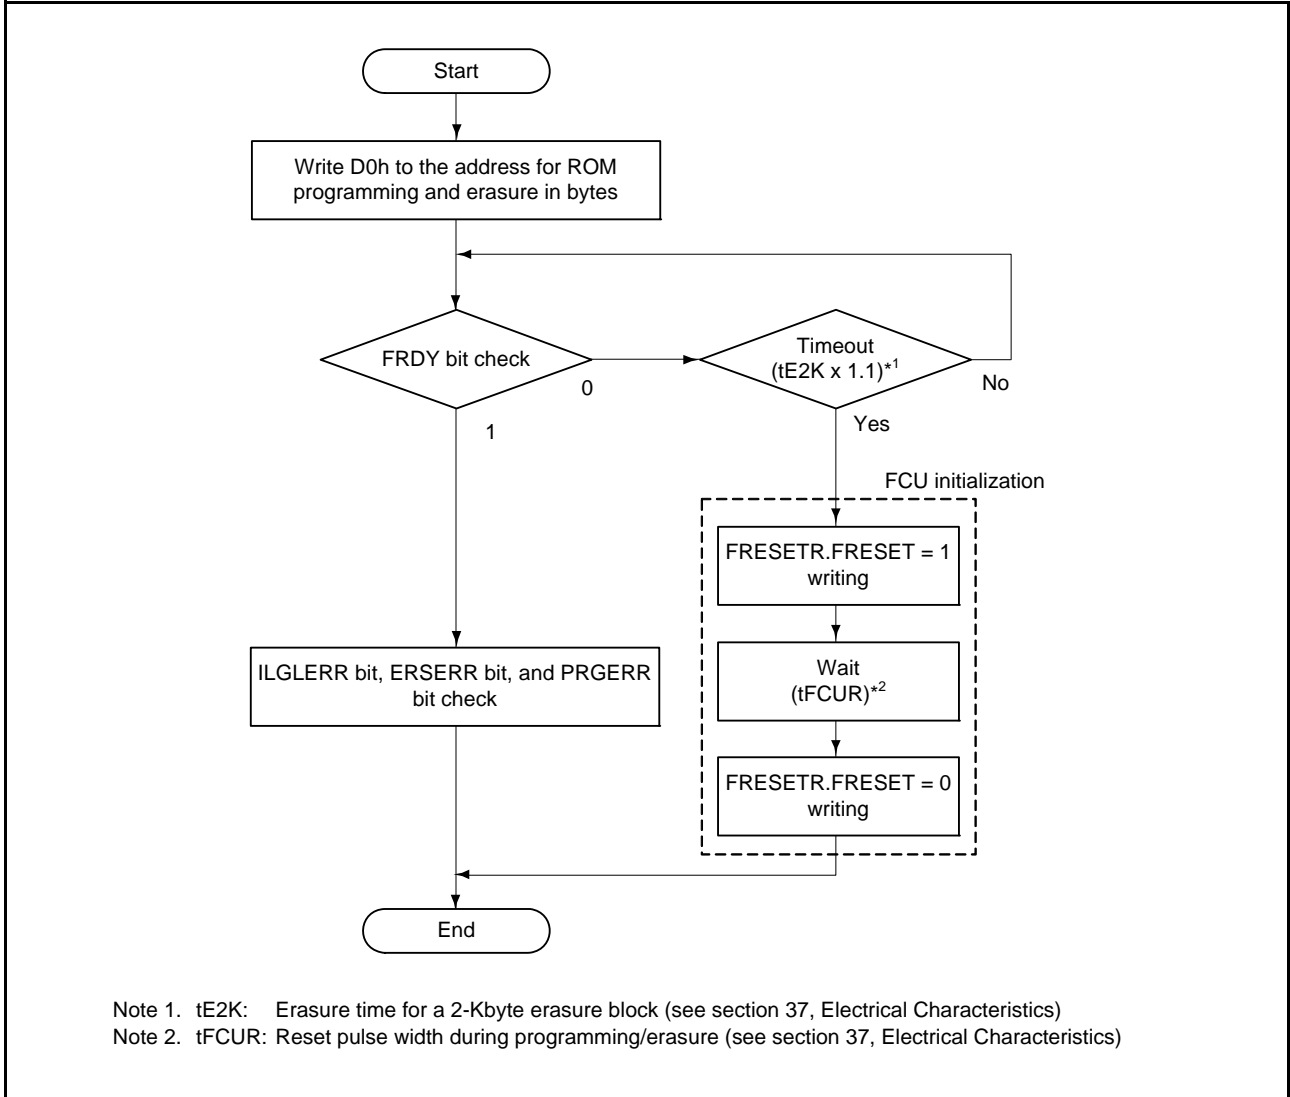 Start
Write D0h to the address for ROM
programming and erasure in bytes
FRDY bit check
0
1
Timeout
(tE2K x 1.1)*1
No
Yes
FCU initialization
FRESETR.FRESET = 1
writing
Wait
(tFCUR)*2
FRESETR.FRESET = 0
writing
ILGLERR bit, ERSERR bit, and PRGERR
bit check
End
Note 1. tE2K: Erasure time for a 2-Kbyte erasure block (see section 37, Electrical Characteristics)
Note 2. tFCUR: Reset pulse width during programming/erasure (see section 37, Electrical Characteristics)